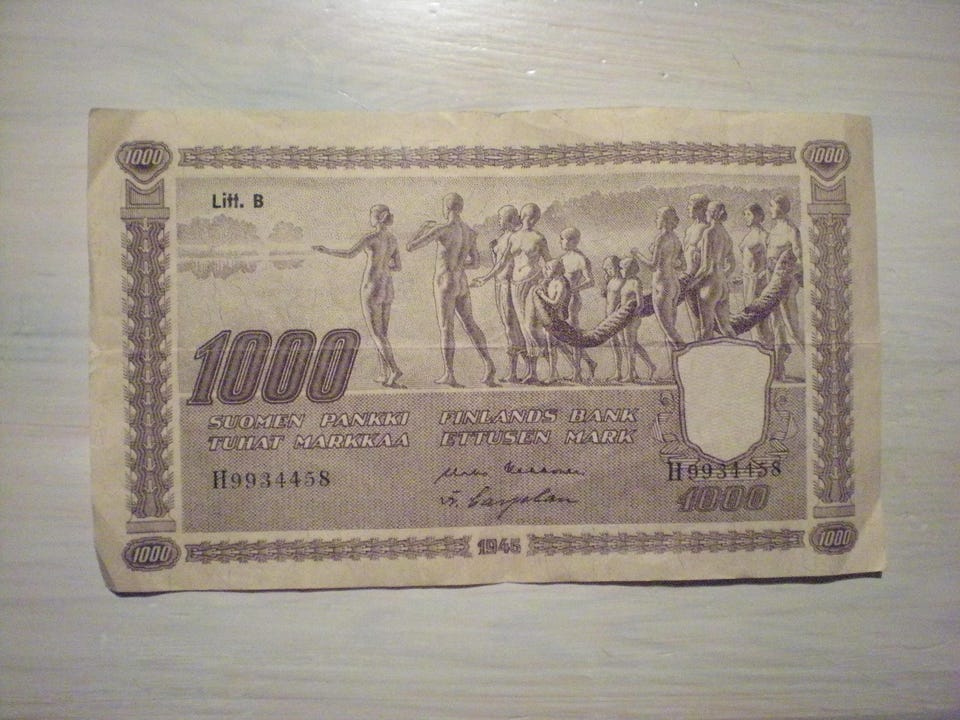 1000 1000
Litt. B
1000
SUOMEN PANKKI FINLANDS BANK
TUHAT MARKKAA ETTUSEN MARK
H9934458 H9934458
1000
1000 1945 1000